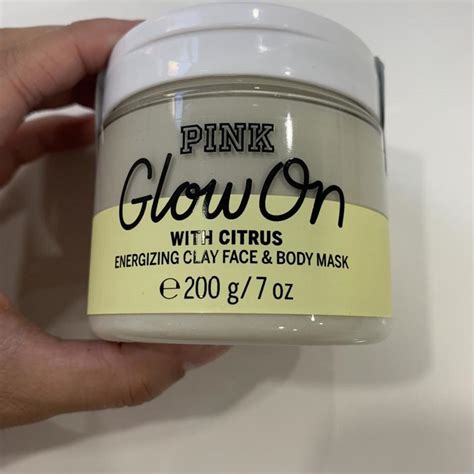 PINK
Glow On
WITH CITRUS
ENERGIZING CLAY FACE & BODY MASK
℮ 200 g/7 oz